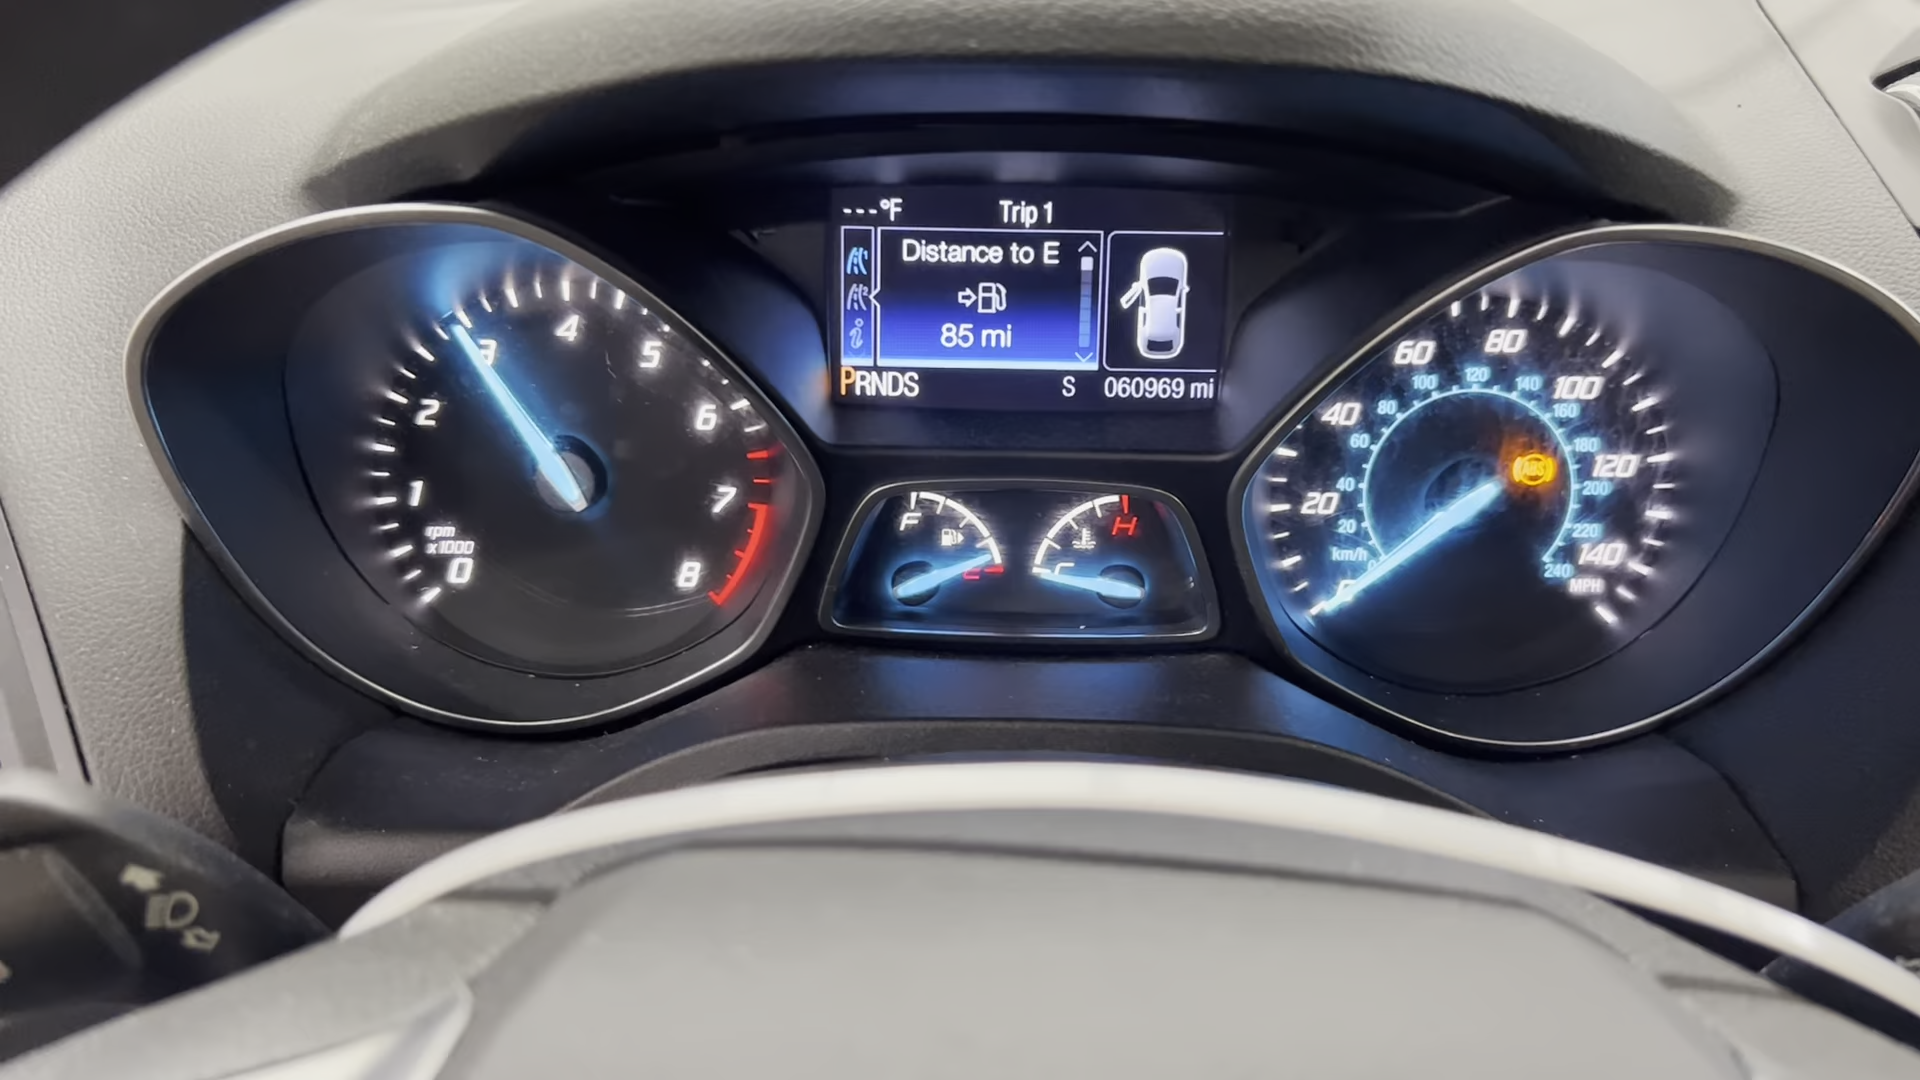 ---°F Trip 1
Distance to E
85 mi
PRNDS S 060969 mi
0 1 2 3 4 5 6 7 8
rpm
x1000
F
H
C
0 20 40 60 80 100 120 140
MPH
km/h
20 40 60 80 100 120 140 160 180 200 220 240
ABS